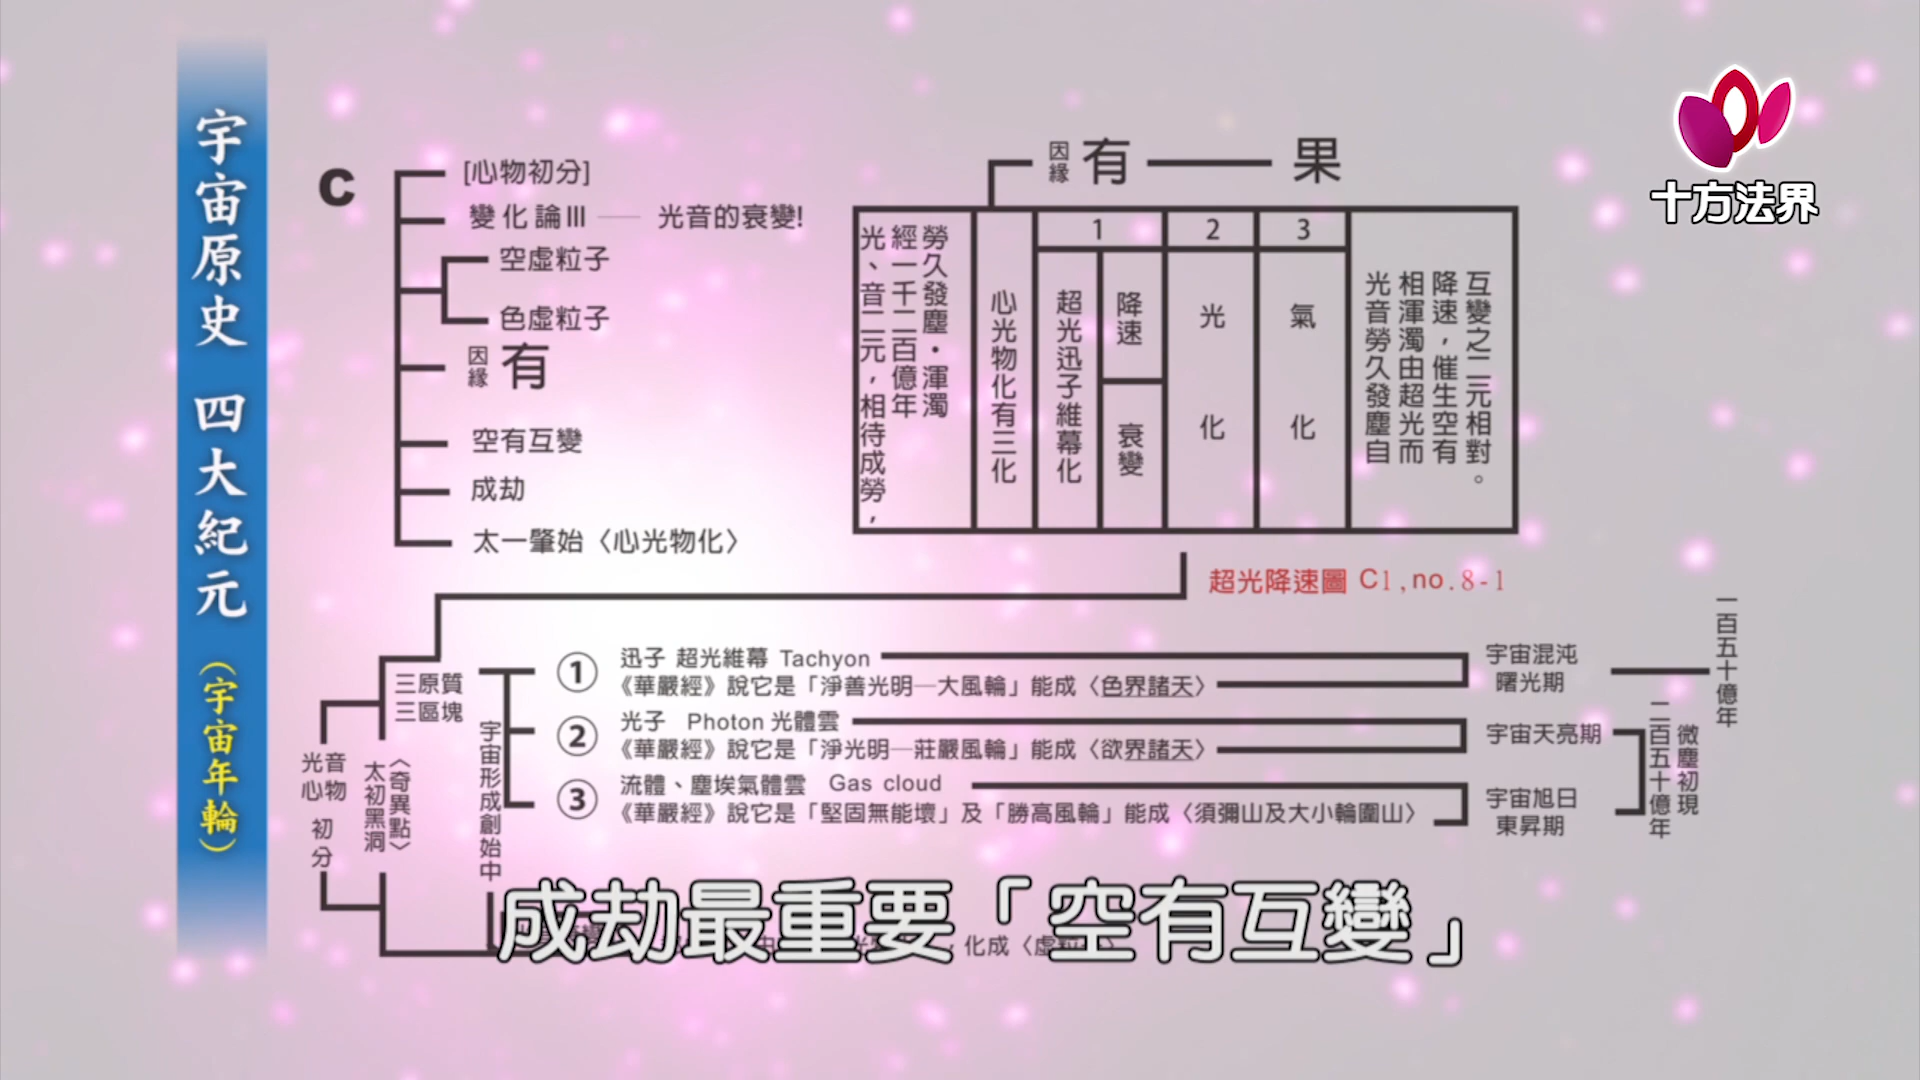 宇宙原史 四大紀元（宇宙年輪）
十方法界
C
[心物初分]
變化論III — 光音的衰變!
空虛粒子
色虛粒子
因緣 有
空有互變
成劫
太一肇始〈心光物化〉
因緣 有 — 果
勞久發塵・渾濁
經一千二百億年
光、音二元，相待成勞，
心光物化有三化
1
超光迅子維幕化
降速
衰變
2
光化
3
氣化
互變之二元相對。
降速，催生空有
相渾濁由超光而
光音勞久發塵自
超光降速圖 C1,no.8-1
三原質
三區塊
光音
心物
初分
〈奇異點〉
太初黑洞
宇宙形成創始中
① 迅子 超光維幕 Tachyon
《華嚴經》說它是「淨善光明—大風輪」能成〈色界諸天〉
② 光子 Photon 光體雲
《華嚴經》說它是「淨光明—莊嚴風輪」能成〈欲界諸天〉
③ 流體、塵埃氣體雲 Gas cloud
《華嚴經》說它是「堅固無能壞」及「勝高風輪」能成〈須彌山及大小輪圍山〉
宇宙混沌
曙光期
宇宙天亮期
宇宙旭日
東昇期
一百五十億年
微塵初現
二百五十億年
，化成〈虛粒
成劫最重要「空有互變」